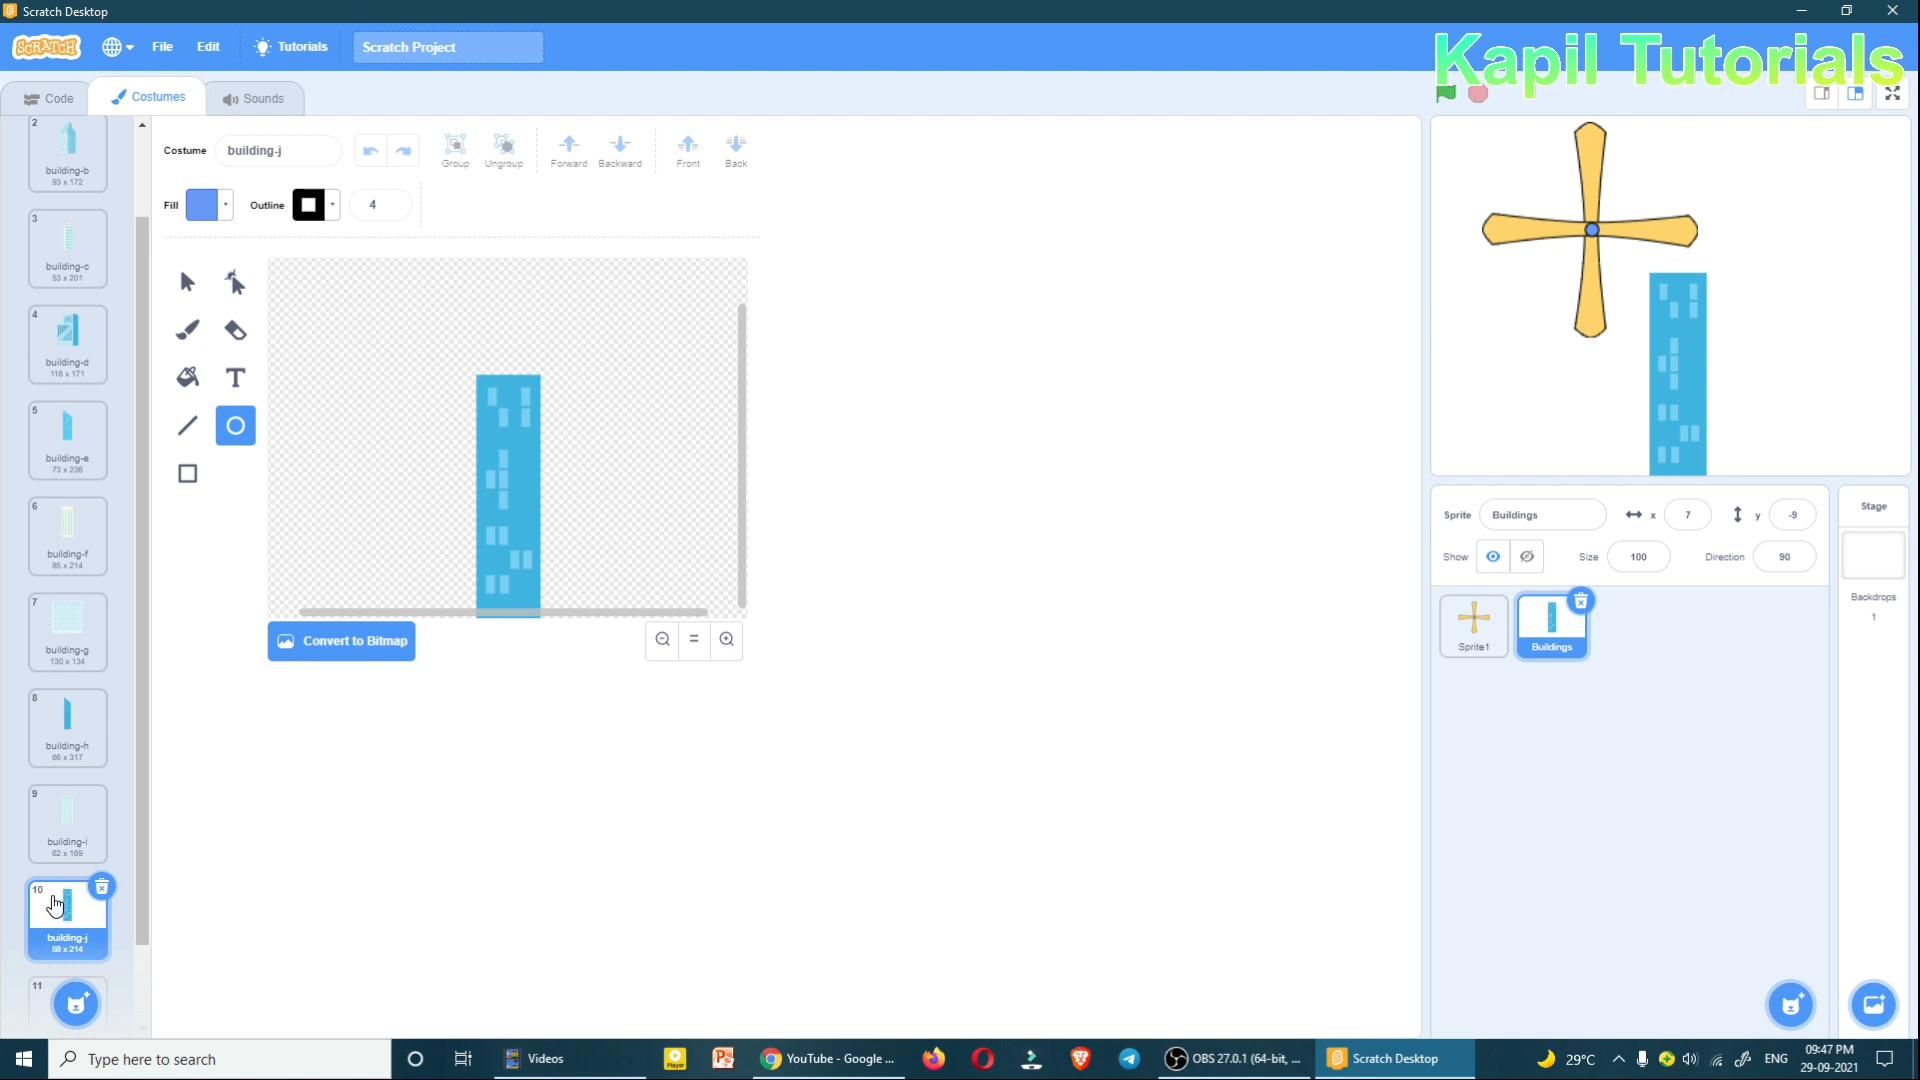 Scratch Desktop
SCRATCH File Edit Tutorials Scratch Project
Kapil Tutorials
Code Costumes Sounds
2
building-b
93 x 172
3
building-c
53 x 201
4
building-d
118 x 171
5
building-e
73 x 236
6
building-f
85 x 214
7
building-g
130 x 134
8
building-h
66 x 317
9
building-i
62 x 169
10
building-j
58 x 214
11
Costume building-j
Group Ungroup Forward Backward Front Back
Fill Outline 4
T
Convert to Bitmap
Sprite Buildings x 7 y -9
Show Size 100 Direction 90
Sprite1
Buildings
Stage
Backdrops
1
Type here to search
Videos
YouTube - Google ...
OBS 27.0.1 (64-bit, ...
Scratch Desktop
29°C
ENG
09:47 PM
29-09-2021